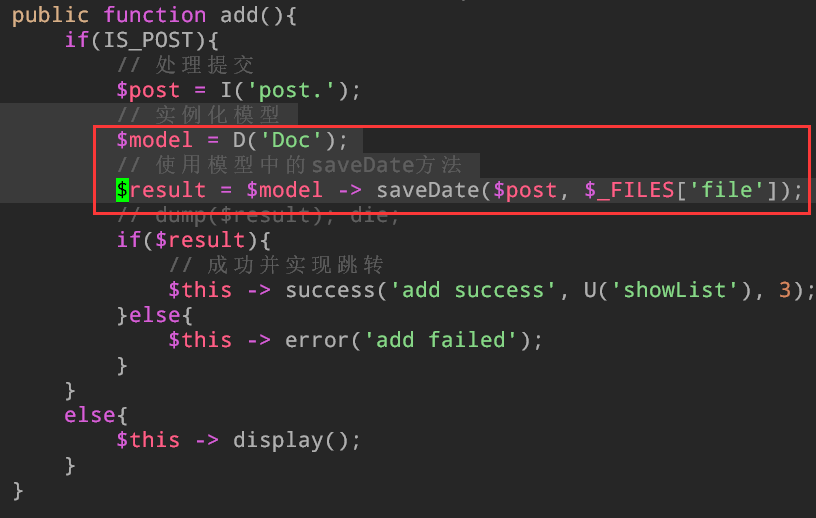 public function add(){
    if(IS_POST){
        // 处理提交
        $post = I('post.');
        // 实例化模型
        $model = D('Doc');
        // 使用模型中的saveDate方法
        $result = $model -> saveDate($post, $_FILES['file']);
        // dump($result); die;
        if($result){
            // 成功并实现跳转
            $this -> success('add success', U('showList'), 3);
        }else{
            $this -> error('add failed');
        }
    }
    else{
        $this -> display();
    }
}